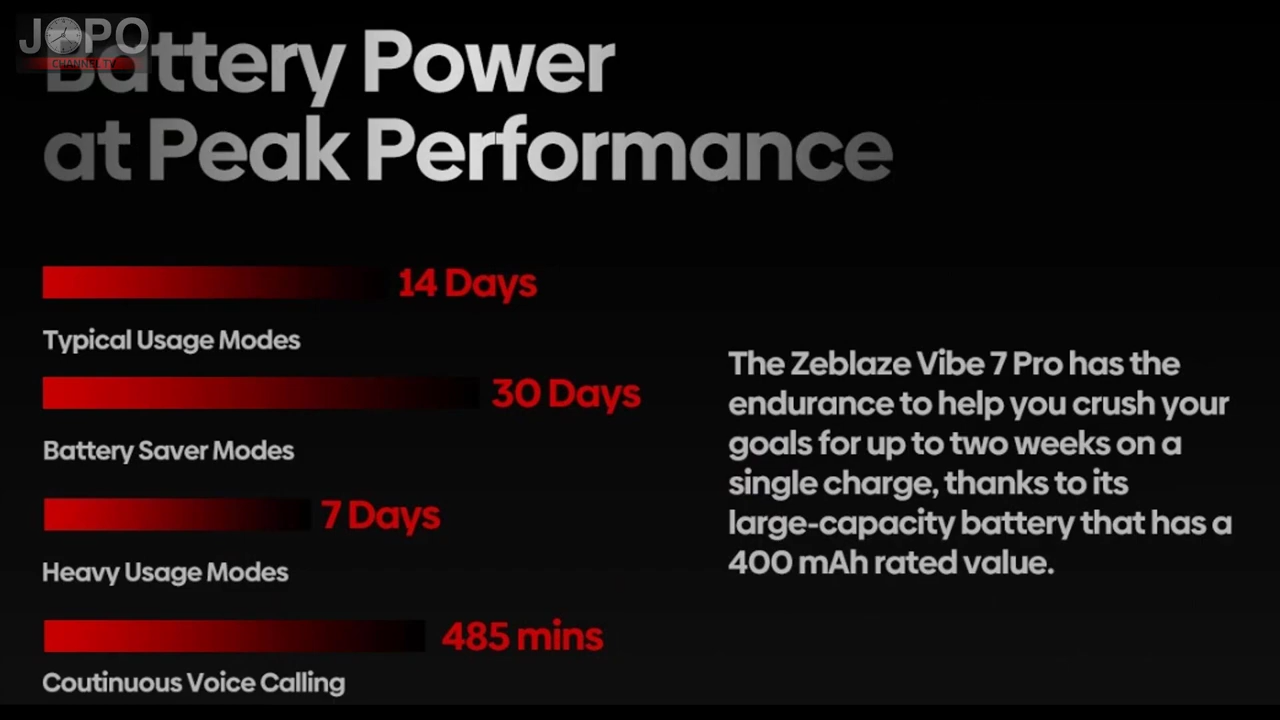 JOPO
CHANNEL TV
Battery Power
at Peak Performance
14 Days
Typical Usage Modes
30 Days
Battery Saver Modes
7 Days
Heavy Usage Modes
485 mins
Coutinuous Voice Calling
The Zeblaze Vibe 7 Pro has the
endurance to help you crush your
goals for up to two weeks on a
single charge, thanks to its
large-capacity battery that has a
400 mAh rated value.